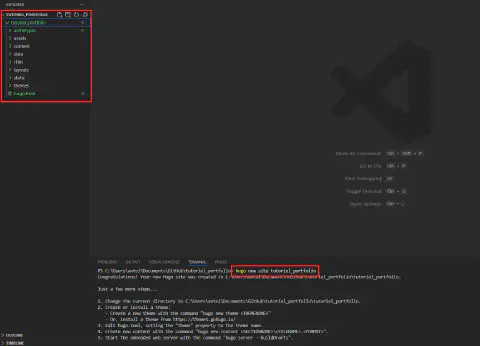 EXPLORER
TUTORIAL_PORTFOLIO
tutorial_portfolio
archetypes
assets
content
data
i18n
layouts
static
themes
hugo.toml
Show All Commands Ctrl + Shift + P
Go to File Ctrl + P
Start Debugging F5
Toggle Terminal Ctrl +
Open Settings Ctrl + ,
PROBLEMS OUTPUT DEBUG CONSOLE TERMINAL PORTS
PS C:\Users\antoi\Documents\GitHub\tutorial_portfolio> hugo new site tutorial_portfolio
Congratulations! Your new Hugo site was created in C:\Users\antoi\Documents\GitHub\tutorial_portfolio\tutorial_portfolio.
Just a few more steps...
1. Change the current directory to C:\Users\antoi\Documents\GitHub\tutorial_portfolio\tutorial_portfolio.
2. Create or install a theme:
- Create a new theme with the command "hugo new theme <THEMENAME>"
- Or, install a theme from https://themes.gohugo.io/
3. Edit hugo.toml, setting the "theme" property to the theme name.
4. Create new content with the command "hugo new content <SECTIONNAME>\<FILENAME>.<FORMAT>".
5. Start the embedded web server with the command "hugo server --buildDrafts".
OUTLINE
TIMELINE